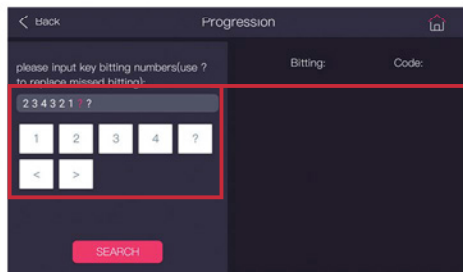 < Back
Progression
please input key bitting numbers(use ?
to replace missed bitting):
Bitting:
Code:
2 3 4 3 2 1 ? ?
1
2
3
4
?
<
>
SEARCH